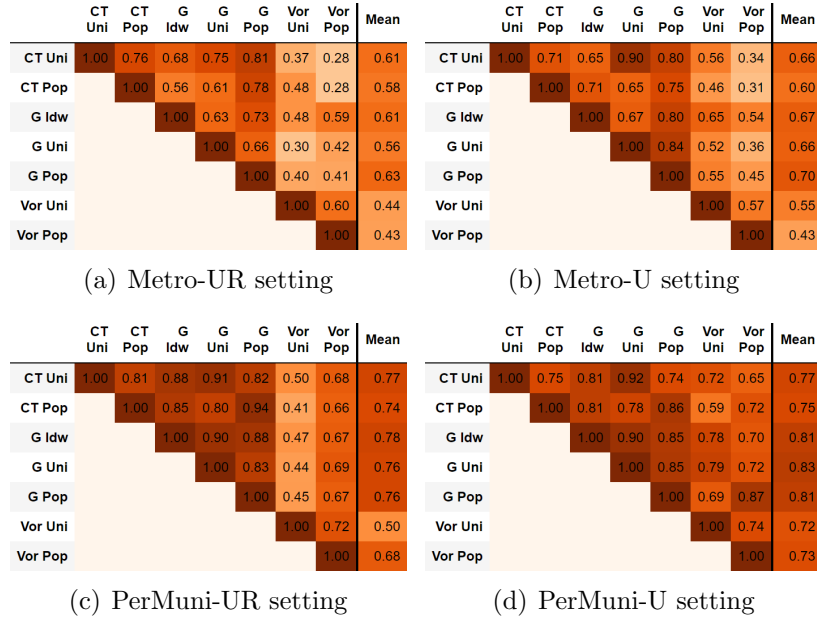 CT Uni CT Pop G Idw G Uni G Pop Vor Uni Vor Pop Mean
CT Uni 1.00 0.76 0.68 0.75 0.81 0.37 0.28 0.61
CT Pop 1.00 0.56 0.61 0.78 0.48 0.28 0.58
G Idw 1.00 0.63 0.73 0.48 0.59 0.61
G Uni 1.00 0.66 0.30 0.42 0.56
G Pop 1.00 0.40 0.41 0.63
Vor Uni 1.00 0.60 0.44
Vor Pop 1.00 0.43
(a) Metro-UR setting
CT Uni CT Pop G Idw G Uni G Pop Vor Uni Vor Pop Mean
CT Uni 1.00 0.71 0.65 0.90 0.80 0.56 0.34 0.66
CT Pop 1.00 0.71 0.65 0.75 0.46 0.31 0.60
G Idw 1.00 0.67 0.80 0.65 0.54 0.67
G Uni 1.00 0.84 0.52 0.36 0.66
G Pop 1.00 0.55 0.45 0.70
Vor Uni 1.00 0.57 0.55
Vor Pop 1.00 0.43
(b) Metro-U setting
CT Uni CT Pop G Idw G Uni G Pop Vor Uni Vor Pop Mean
CT Uni 1.00 0.81 0.88 0.91 0.82 0.50 0.68 0.77
CT Pop 1.00 0.85 0.80 0.94 0.41 0.66 0.74
G Idw 1.00 0.90 0.88 0.47 0.67 0.78
G Uni 1.00 0.83 0.44 0.69 0.76
G Pop 1.00 0.45 0.67 0.76
Vor Uni 1.00 0.72 0.50
Vor Pop 1.00 0.68
(c) PerMuni-UR setting
CT Uni CT Pop G Idw G Uni G Pop Vor Uni Vor Pop Mean
CT Uni 1.00 0.75 0.81 0.92 0.74 0.72 0.65 0.77
CT Pop 1.00 0.81 0.78 0.86 0.59 0.72 0.75
G Idw 1.00 0.90 0.85 0.78 0.70 0.81
G Uni 1.00 0.85 0.79 0.72 0.83
G Pop 1.00 0.69 0.87 0.81
Vor Uni 1.00 0.74 0.72
Vor Pop 1.00 0.73
(d) PerMuni-U setting